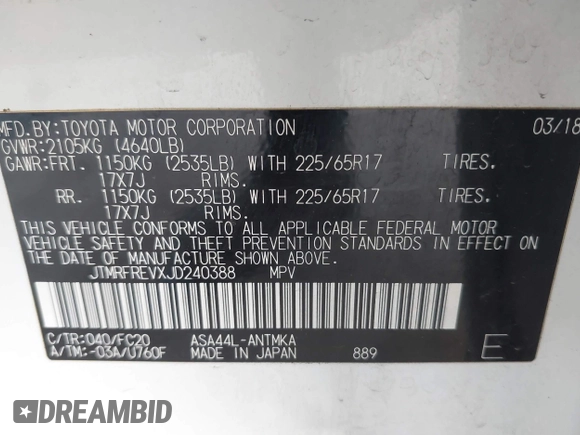 MFD.BY:TOYOTA MOTOR CORPORATION 03/18
GVWR:2105KG (4640LB)
GAWR:FRT. 1150KG (2535LB) WITH 225/65R17 TIRES.
17X7J RIMS.
RR. 1150KG (2535LB) WITH 225/65R17 TIRES.
17X7J RIMS.
THIS VEHICLE CONFORMS TO ALL APPLICABLE FEDERAL MOTOR
VEHICLE SAFETY AND THEFT PREVENTION STANDARDS IN EFFECT ON
THE DATE OF MANUFACTURE SHOWN ABOVE.
JTMRFREVXJD240388 MPV
C/TR:040/FC20 ASA44L-ANTMKA
A/TM:-03A/U760F MADE IN JAPAN 889 E
DREAMBID